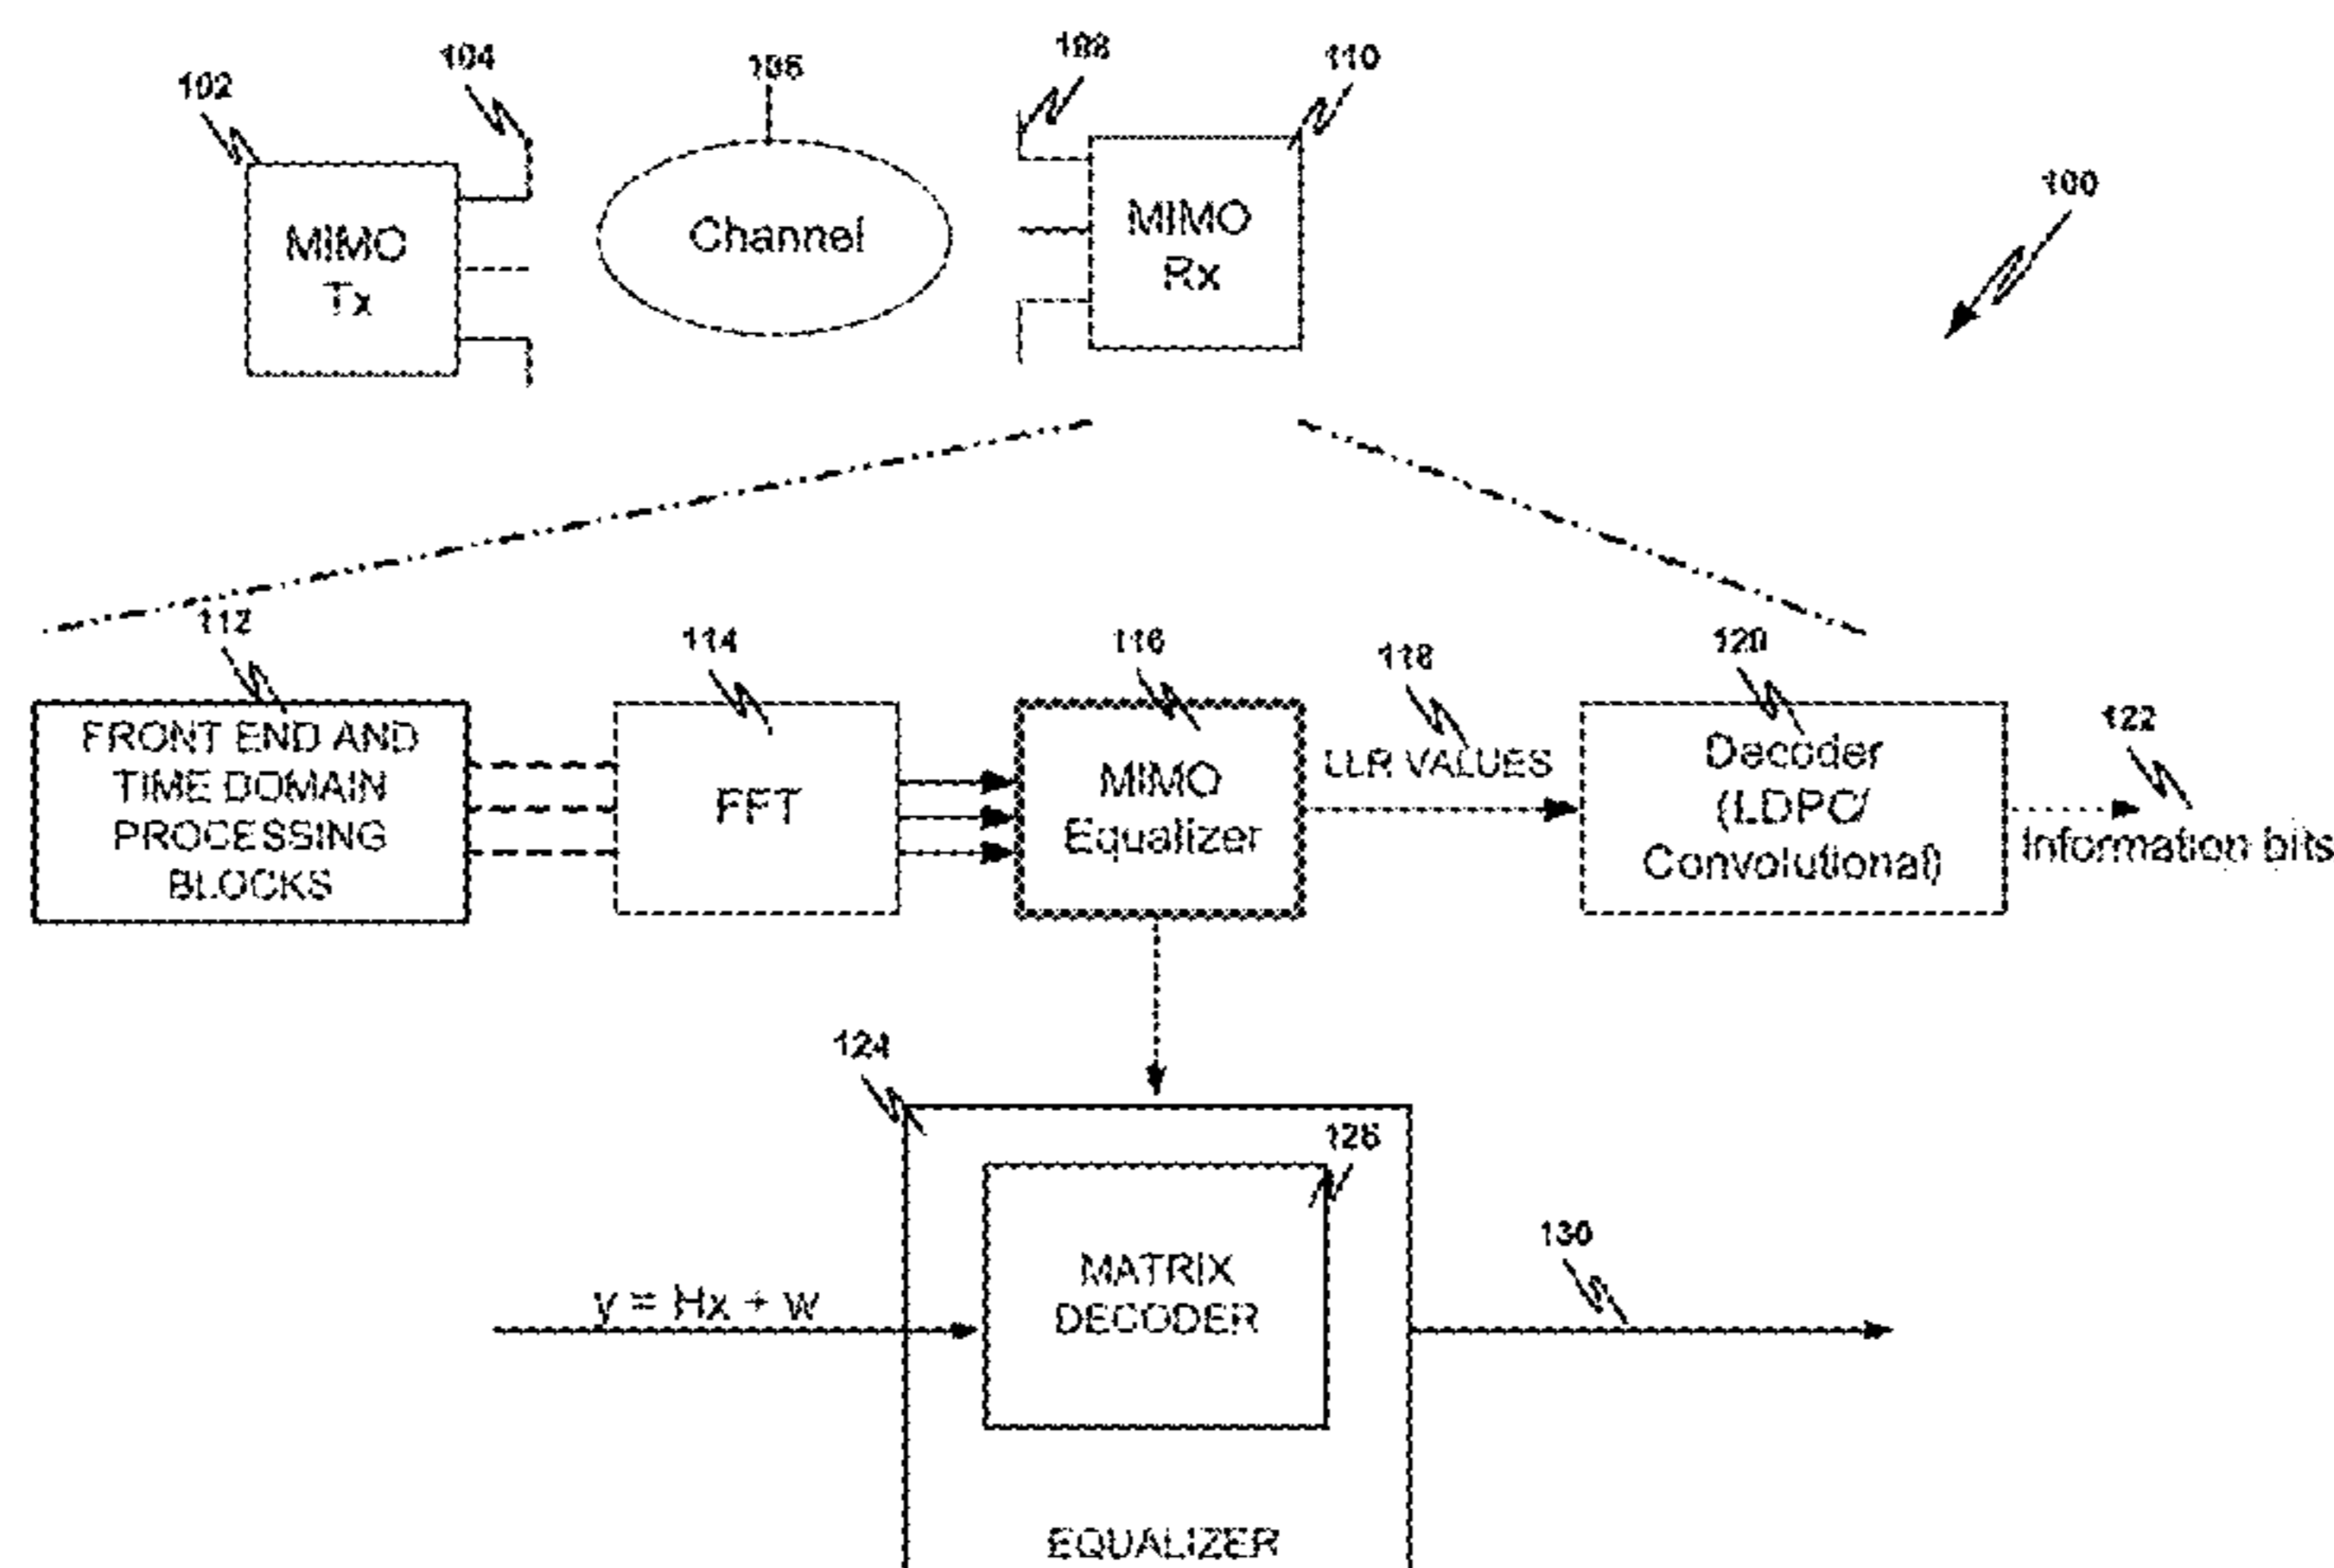 102
104
106
108
110
100
MIMO
Tx
Channel
MIMO
Rx
112
114
116
118
120
122
FRONT END AND
TIME DOMAIN
PROCESSING
BLOCKS
FFT
MIMO
Equalizer
LLR VALUES
Decoder
(LDPC/
Convolutional)
Information bits
124
126
130
y = Hx + w
MATRIX
DECODER
EQUALIZER